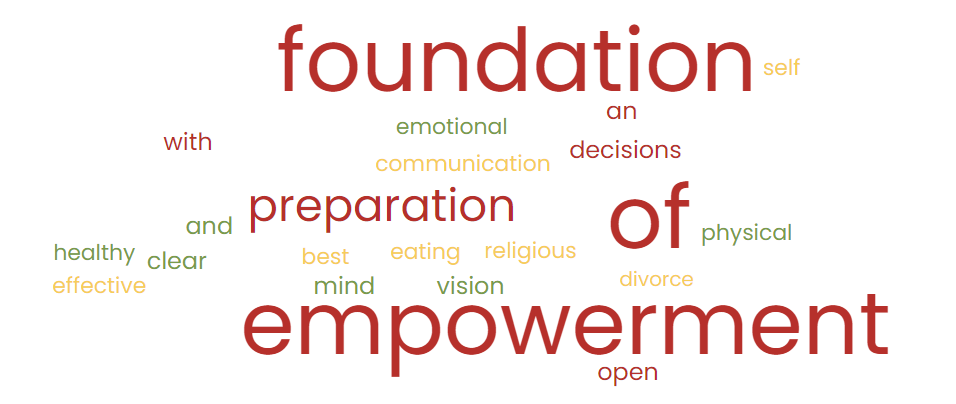 foundation
self
an
emotional
with
decisions
communication
preparation
of
and
physical
healthy
clear
best
eating
religious
effective
mind
vision
divorce
empowerment
open